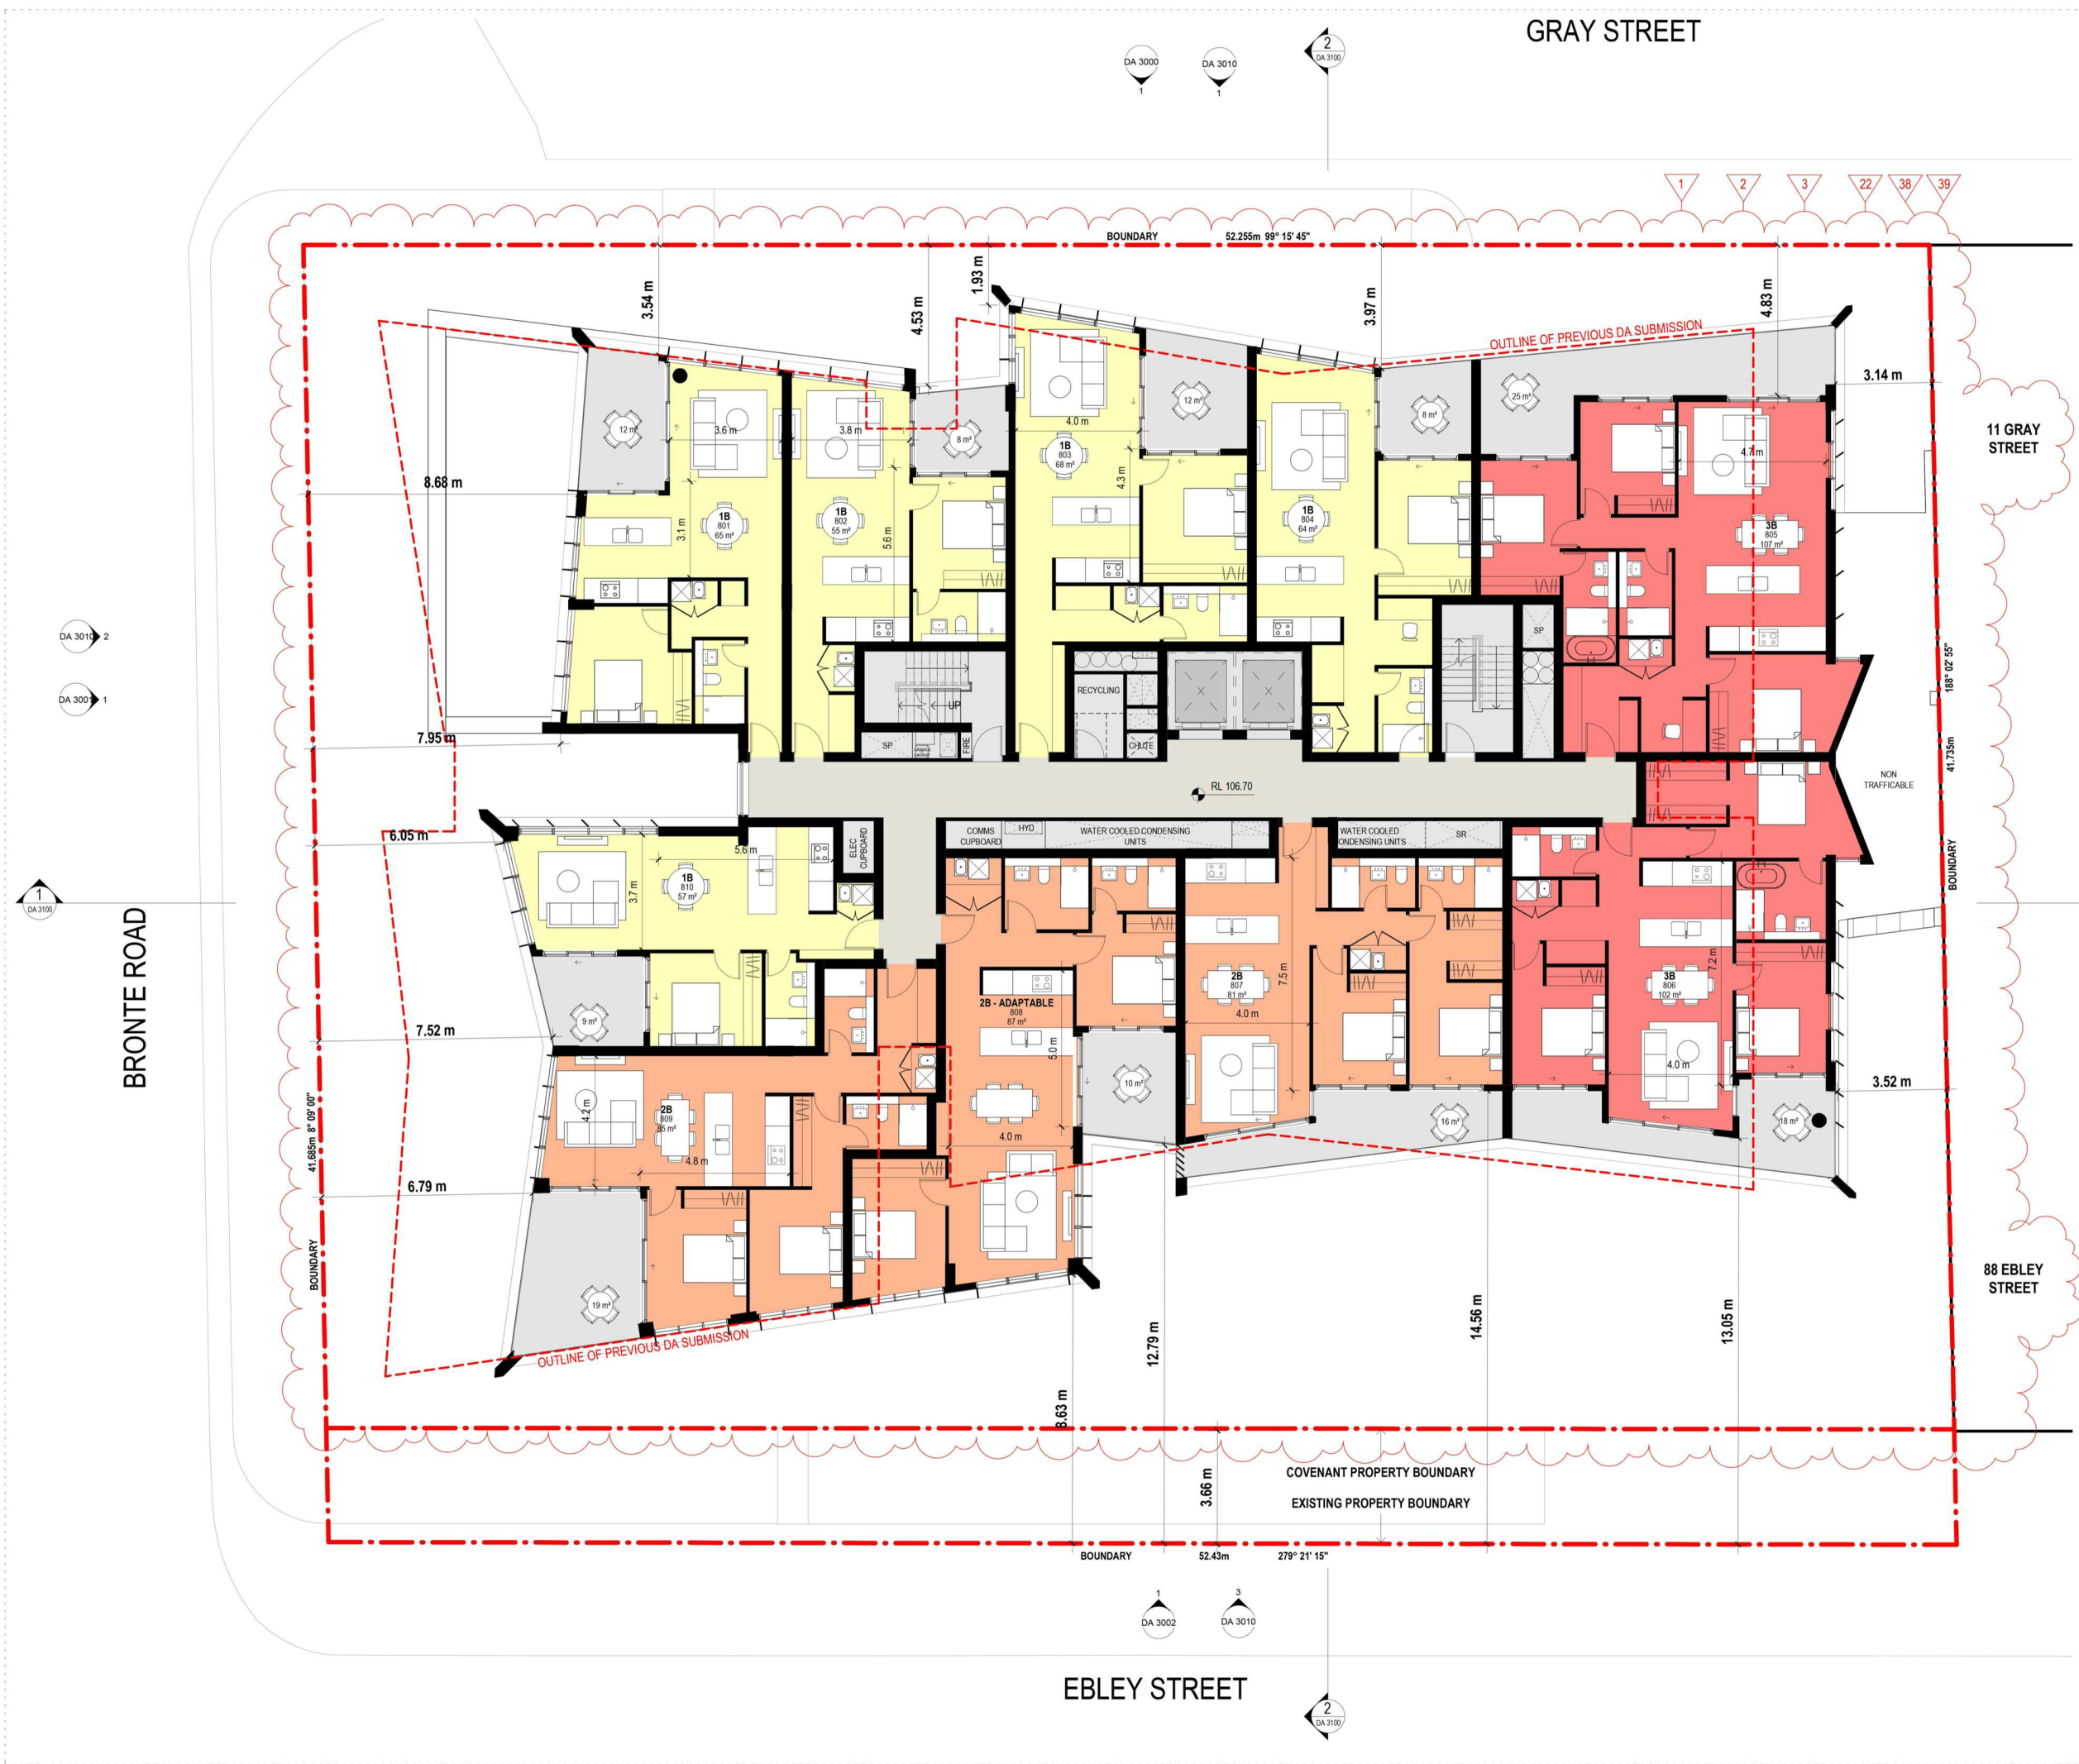 GRAY STREET
2
DA 3100
DA 3000
1
DA 3010
1
1
2
3
22
38
39
BOUNDARY
52.255m 99° 15' 45"
3.54 m
4.53 m
1.93 m
3.97 m
4.83 m
OUTLINE OF PREVIOUS DA SUBMISSION
3.14 m
11 GRAY
STREET
12 m²
3.6 m
3.8 m
8 m²
4.0 m
12 m²
8 m²
25 m²
4.7 m
8.68 m
1B
801
65 m²
3.1 m
1B
802
55 m²
5.6 m
1B
803
68 m²
4.3 m
1B
804
64 m²
3B
805
107 m²
DA 3010
2
DA 3001
1
SP
188° 02' 55"
41.735m
BOUNDARY
RECYCLING
UP
SP
FIRE
CHUTE
7.95 m
RL 106.70
NON
TRAFFICABLE
6.05 m
COMMS
CUPBOARD
HYD
WATER COOLED CONDENSING
UNITS
WATER COOLED
ONDENSING UNITS
SR
ELEC
CUPBOARD
5.6 m
3.7 m
1B
810
57 m²
1
DA 3100
BRONTE ROAD
7.52 m
9 m²
2B - ADAPTABLE
808
87 m²
5.0 m
10 m²
2B
807
81 m²
7.5 m
4.0 m
3B
806
102 m²
7.2 m
4.0 m
3.52 m
16 m²
18 m²
41.685m 8° 09' 00"
4.2 m
2B
809
85 m²
4.8 m
4.0 m
6.79 m
19 m²
BOUNDARY
OUTLINE OF PREVIOUS DA SUBMISSION
88 EBLEY
STREET
8.63 m
12.79 m
14.56 m
13.05 m
3.66 m
COVENANT PROPERTY BOUNDARY
EXISTING PROPERTY BOUNDARY
BOUNDARY
52.43m
279° 21' 15"
1
DA 3002
3
DA 3010
EBLEY STREET
2
DA 3100